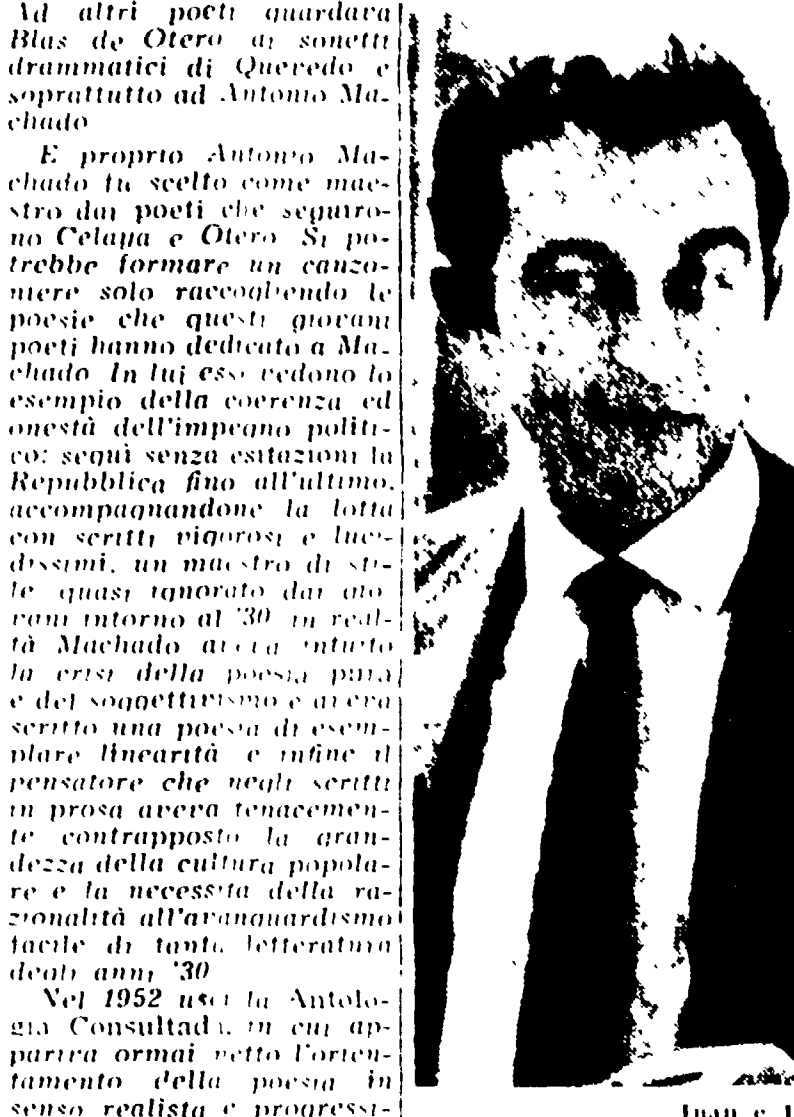 Ad altri poeti guardava
Blas de Otero ai sonetti
drammatici di Quevedo e
soprattutto ad Antonio Ma-
chado
E proprio Antonio Ma-
chado fu scelto come mae-
stro dai poeti che seguiro-
no Celaya e Otero. Si po-
trebbe formare un canzo-
niere solo raccogliendo le
poesie che questi giovani
poeti hanno dedicato a Ma-
chado. In lui essi vedono lo
esempio della coerenza ed
onestà dell'impegno politi-
co: seguì senza esitazioni la
Repubblica fino all'ultimo,
accompagnandone la lotta
con scritti vigorosi e luci-
dissimi, un maestro di sti-
le quasi ignorato dai gio-
vani intorno al '30 in real-
tà Machado aveva intuito
la crisi della poesia pura
e del soggettivismo e aveva
scritto una poesia di esem-
plare linearità e infine il
pensatore che negli scritti
in prosa aveva tenacemen-
te contrapposto la gran-
dezza della cultura popola-
re e la necessità della ra-
zionalità all'avanguardismo
facile di tanta letteratura
degli anni '30
Nel 1952 uscì la Antolo-
gia Consultada, in cui ap-
pariva ormai netto l'orien-
tamento della poesia in
senso realista e progressi-
Juan